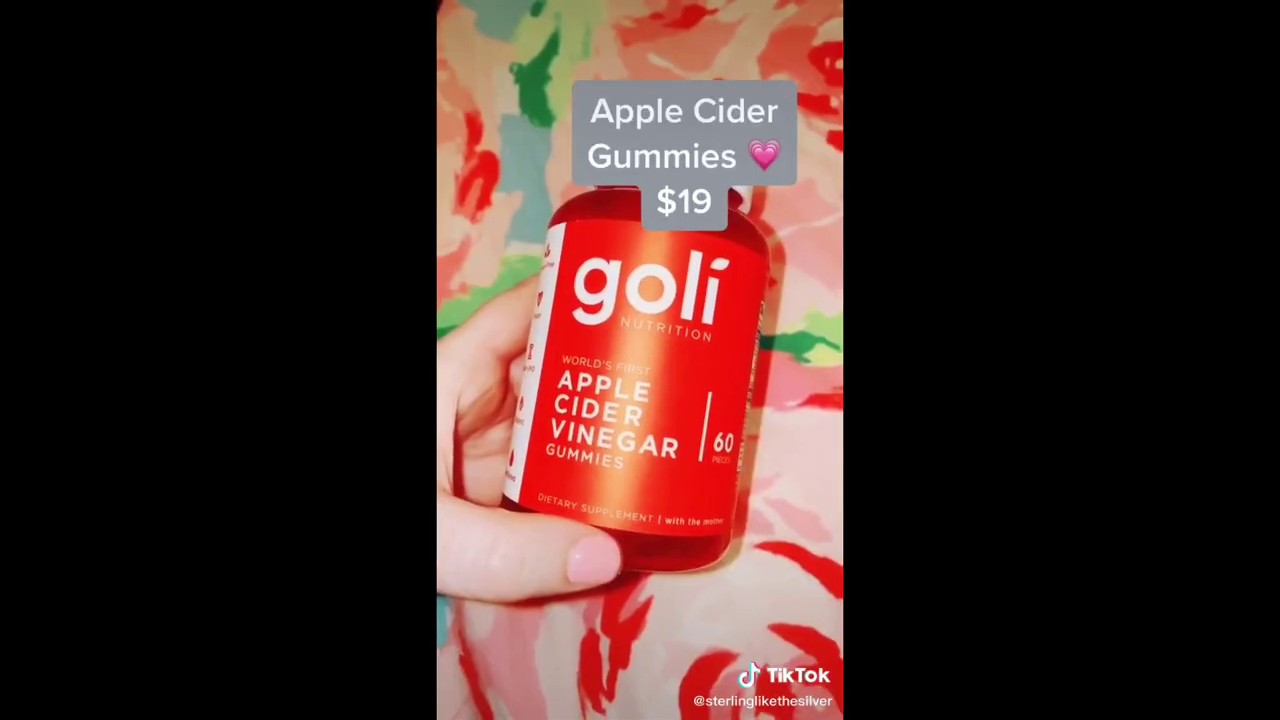 Apple Cider
Gummies 💗
$19
goli
NUTRITION
WORLD'S FIRST
APPLE
CIDER
VINEGAR
GUMMIES
60
PIECES
DIETARY SUPPLEMENT | with the mother
TikTok
@sterlinglikethesilver